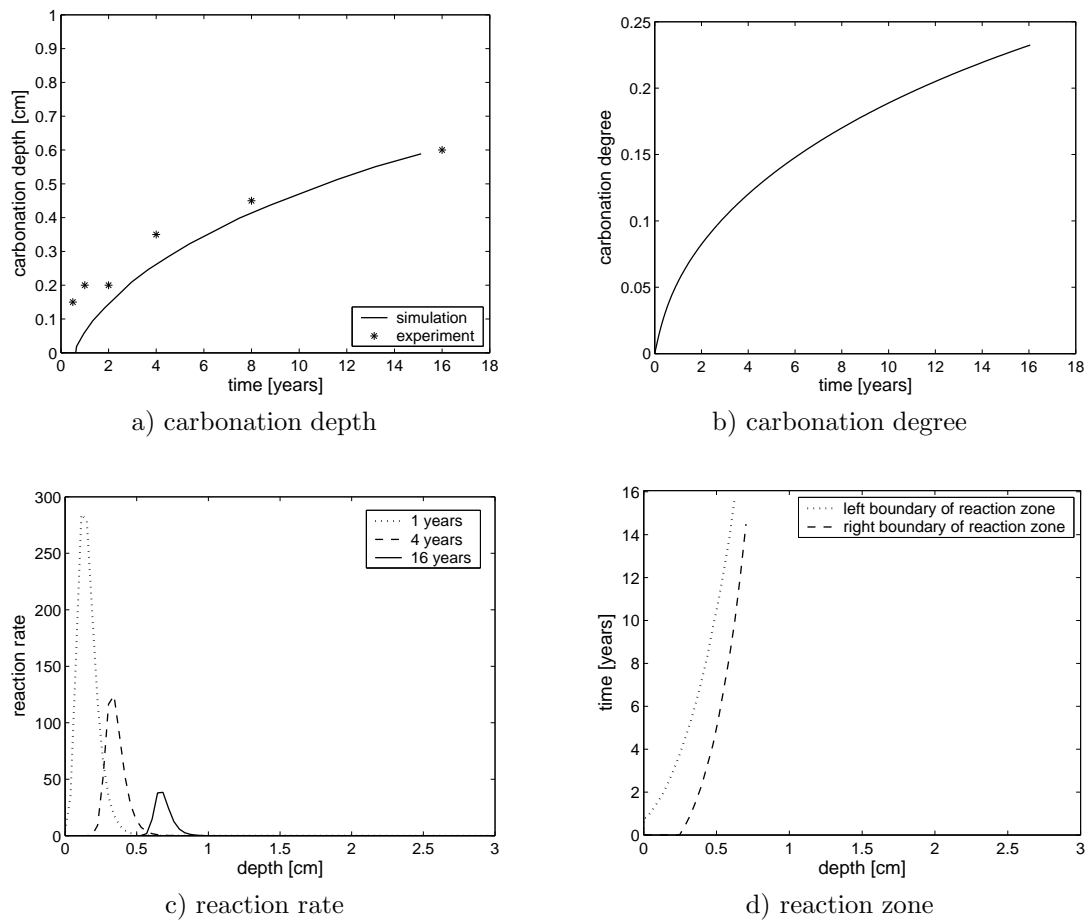 1
0.9
0.8
0.7
0.6
0.5
0.4
0.3
0.2
0.1
0
carbonation depth [cm]
simulation
experiment
0 2 4 6 8 10 12 14 16 18
time [years]
a) carbonation depth
0.25
0.2
0.15
0.1
0.05
0
carbonation degree
0 2 4 6 8 10 12 14 16 18
time [years]
b) carbonation degree
300
250
200
150
100
50
0
reaction rate
1 years
4 years
16 years
0 0.5 1 1.5 2 2.5 3
depth [cm]
c) reaction rate
16
14
12
10
8
6
4
2
0
time [years]
left boundary of reaction zone
right boundary of reaction zone
0 0.5 1 1.5 2 2.5 3
depth [cm]
d) reaction zone